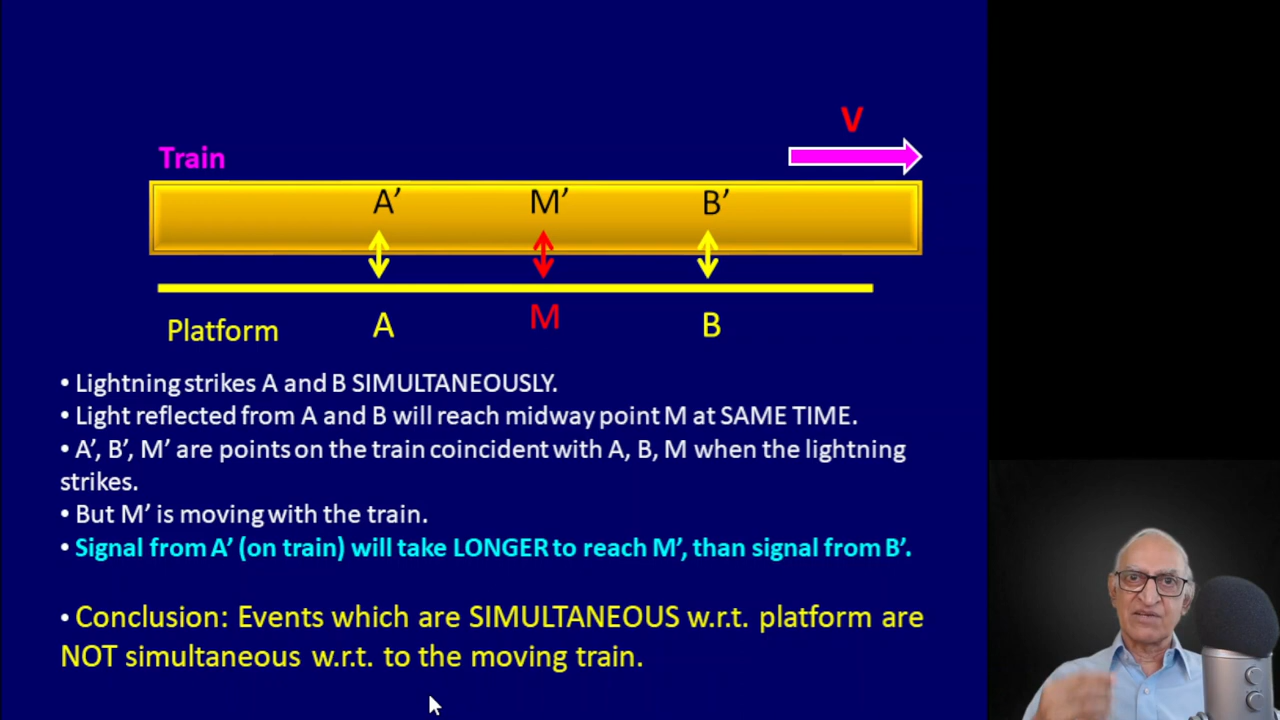 V
Train
A’ M’ B’
Platform A M B
• Lightning strikes A and B SIMULTANEOUSLY.
• Light reflected from A and B will reach midway point M at SAME TIME.
• A’, B’, M’ are points on the train coincident with A, B, M when the lightning
strikes.
• But M’ is moving with the train.
• Signal from A’ (on train) will take LONGER to reach M’, than signal from B’.
• Conclusion: Events which are SIMULTANEOUS w.r.t. platform are
NOT simultaneous w.r.t. to the moving train.